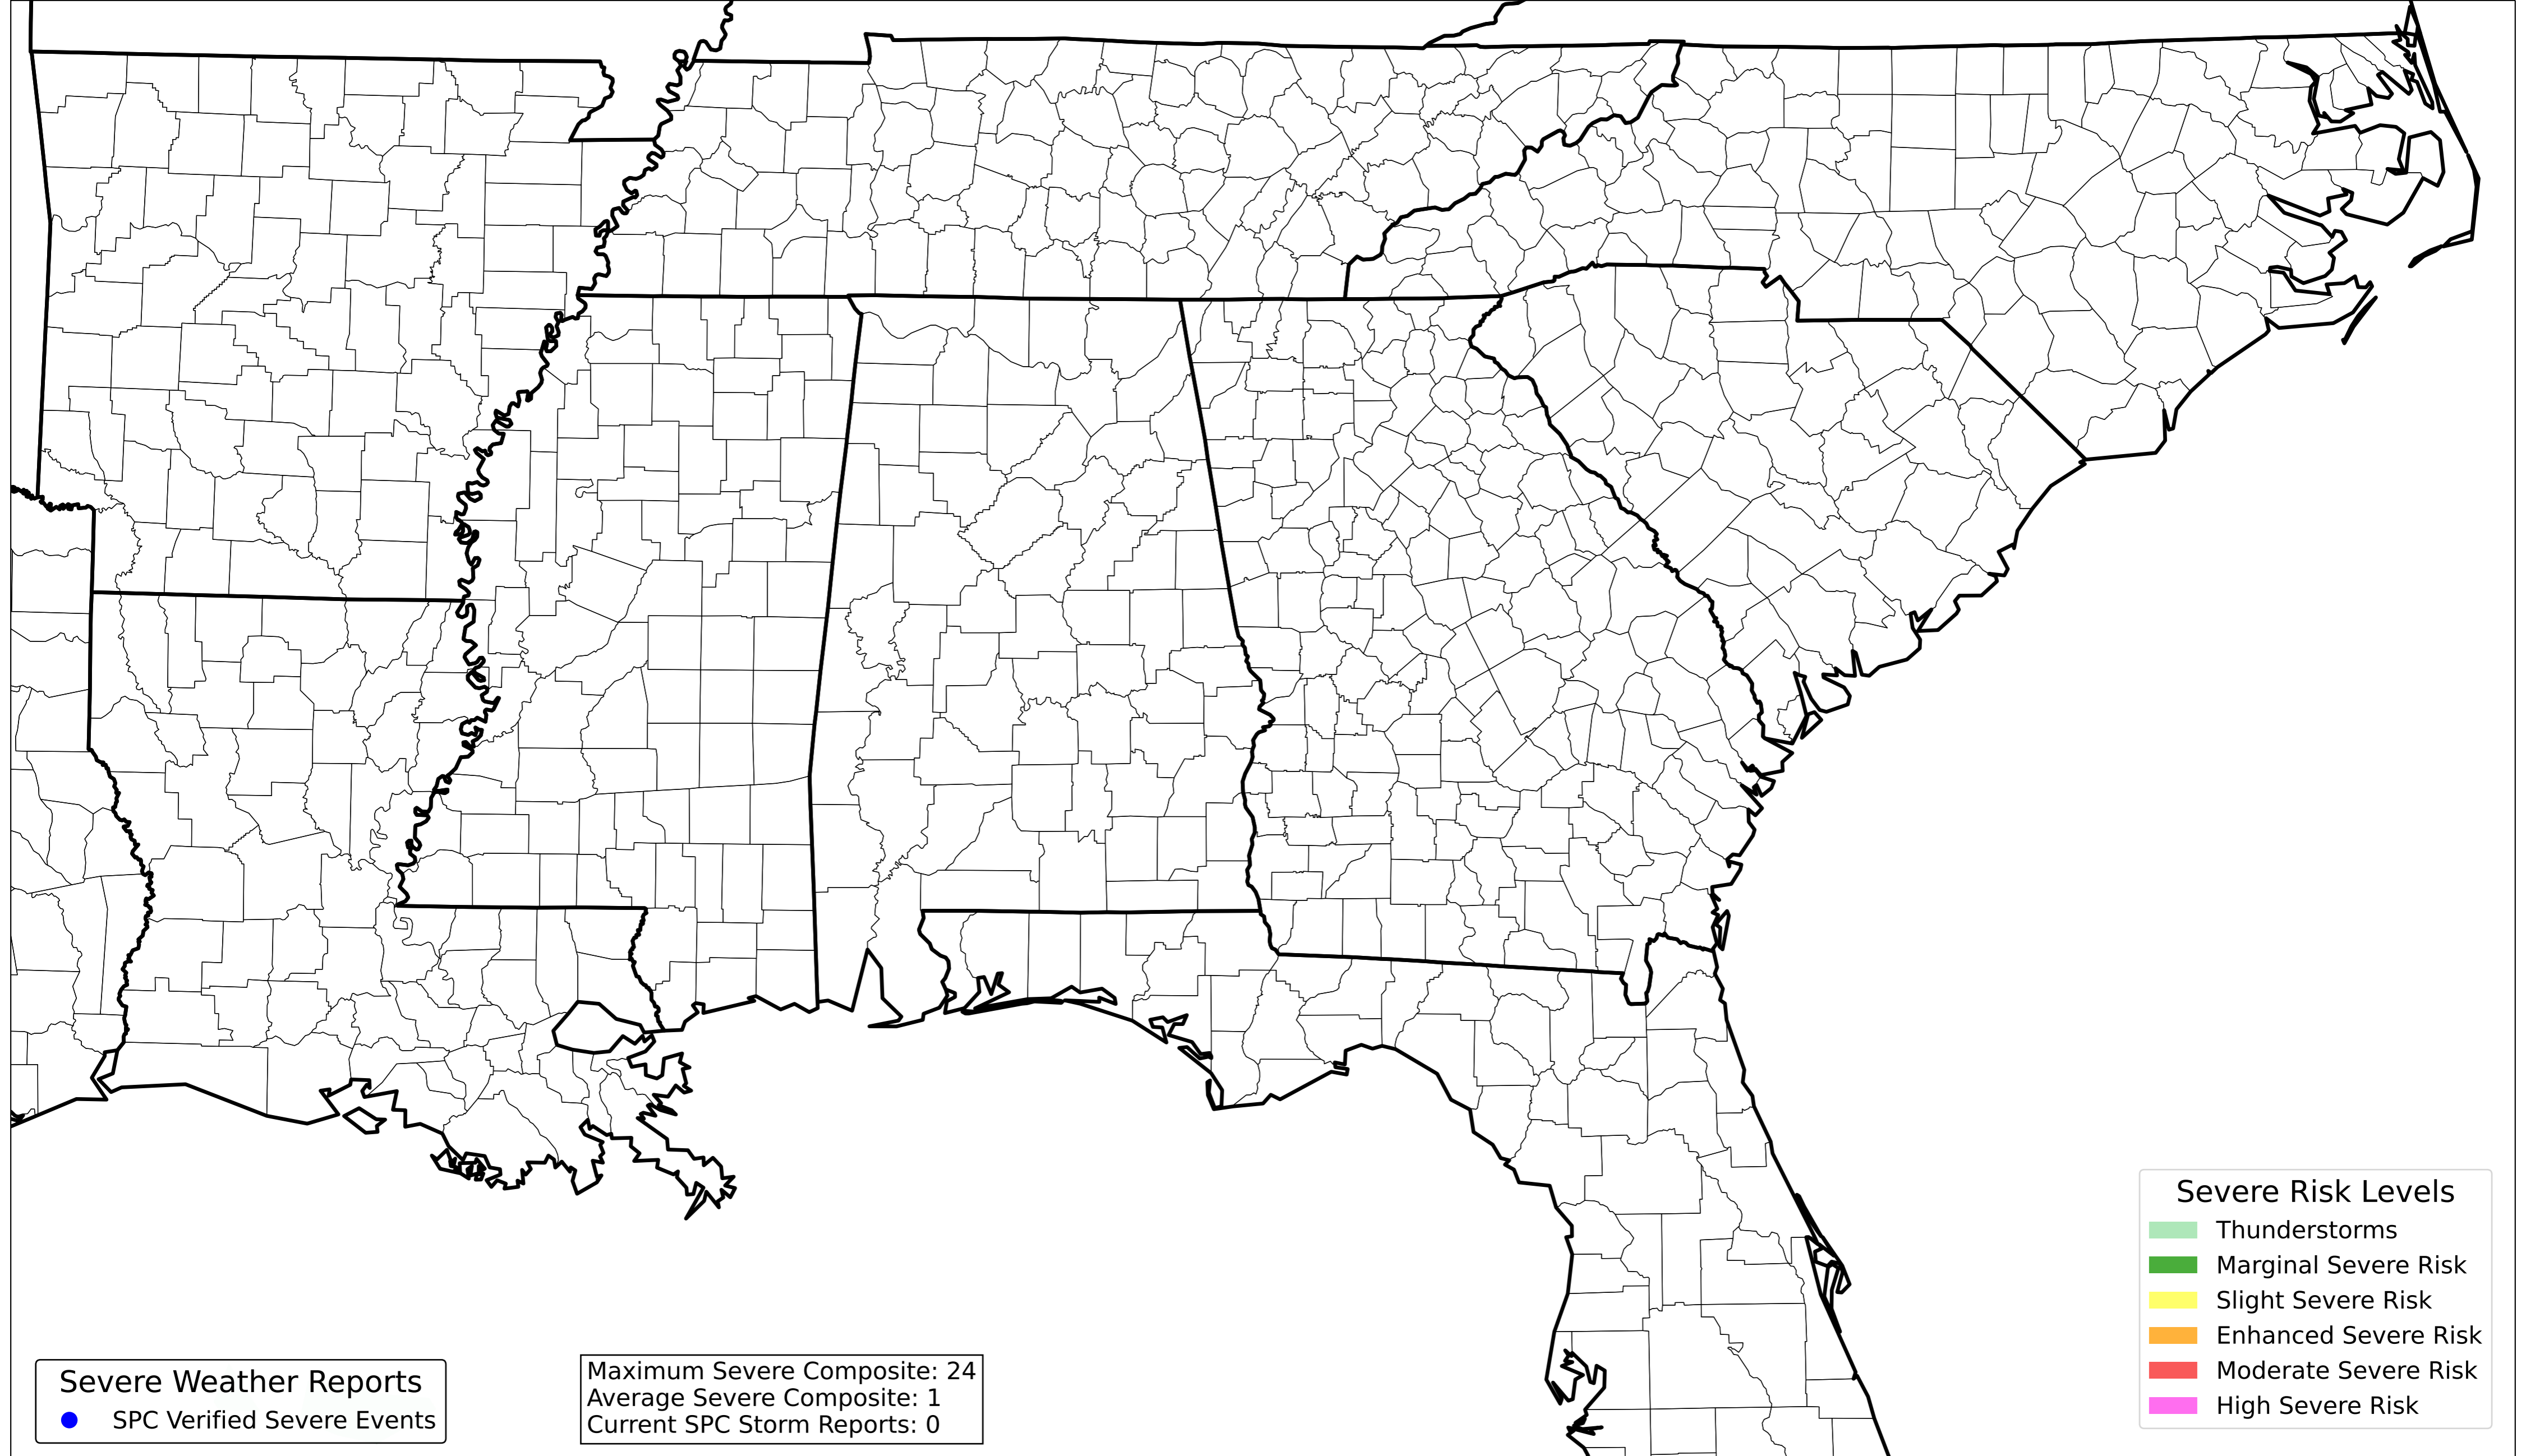 Severe Weather Reports
SPC Verified Severe Events
Maximum Severe Composite: 24
Average Severe Composite: 1
Current SPC Storm Reports: 0
Severe Risk Levels
Thunderstorms
Marginal Severe Risk
Slight Severe Risk
Enhanced Severe Risk
Moderate Severe Risk
High Severe Risk